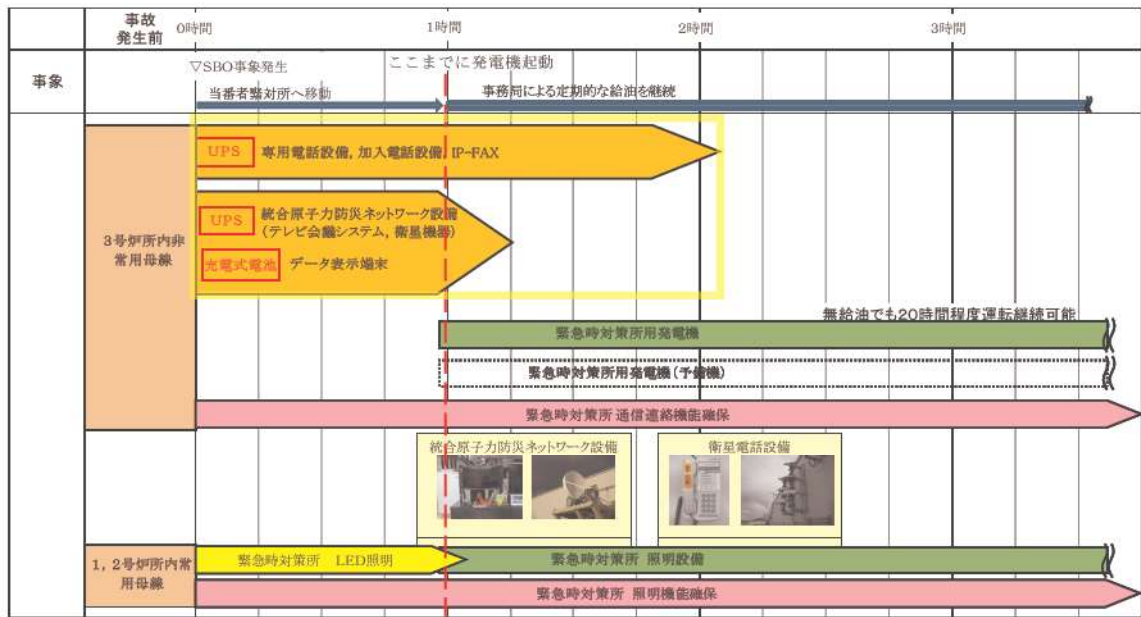 事故
発生前
0時間
1時間
2時間
3時間
事象
▽SBO事象発生
ここまでに発電機起動
当番者緊対所へ移動
事務局による定期的な給油を継続
3号炉所内非
常用母線
UPS
専用電話設備, 加入電話設備, IP-FAX
UPS
統合原子力防災ネットワーク設備
(テレビ会議システム, 衛星機器)
充電式電池
データ表示端末
無給油でも20時間程度運転継続可能
緊急時対策所用発電機
緊急時対策所用発電機(予備機)
緊急時対策所 通信連絡機能確保
統合原子力防災ネットワーク設備
衛星電話設備
1, 2号炉所内常
用母線
緊急時対策所 LED照明
緊急時対策所 照明設備
緊急時対策所 照明機能確保